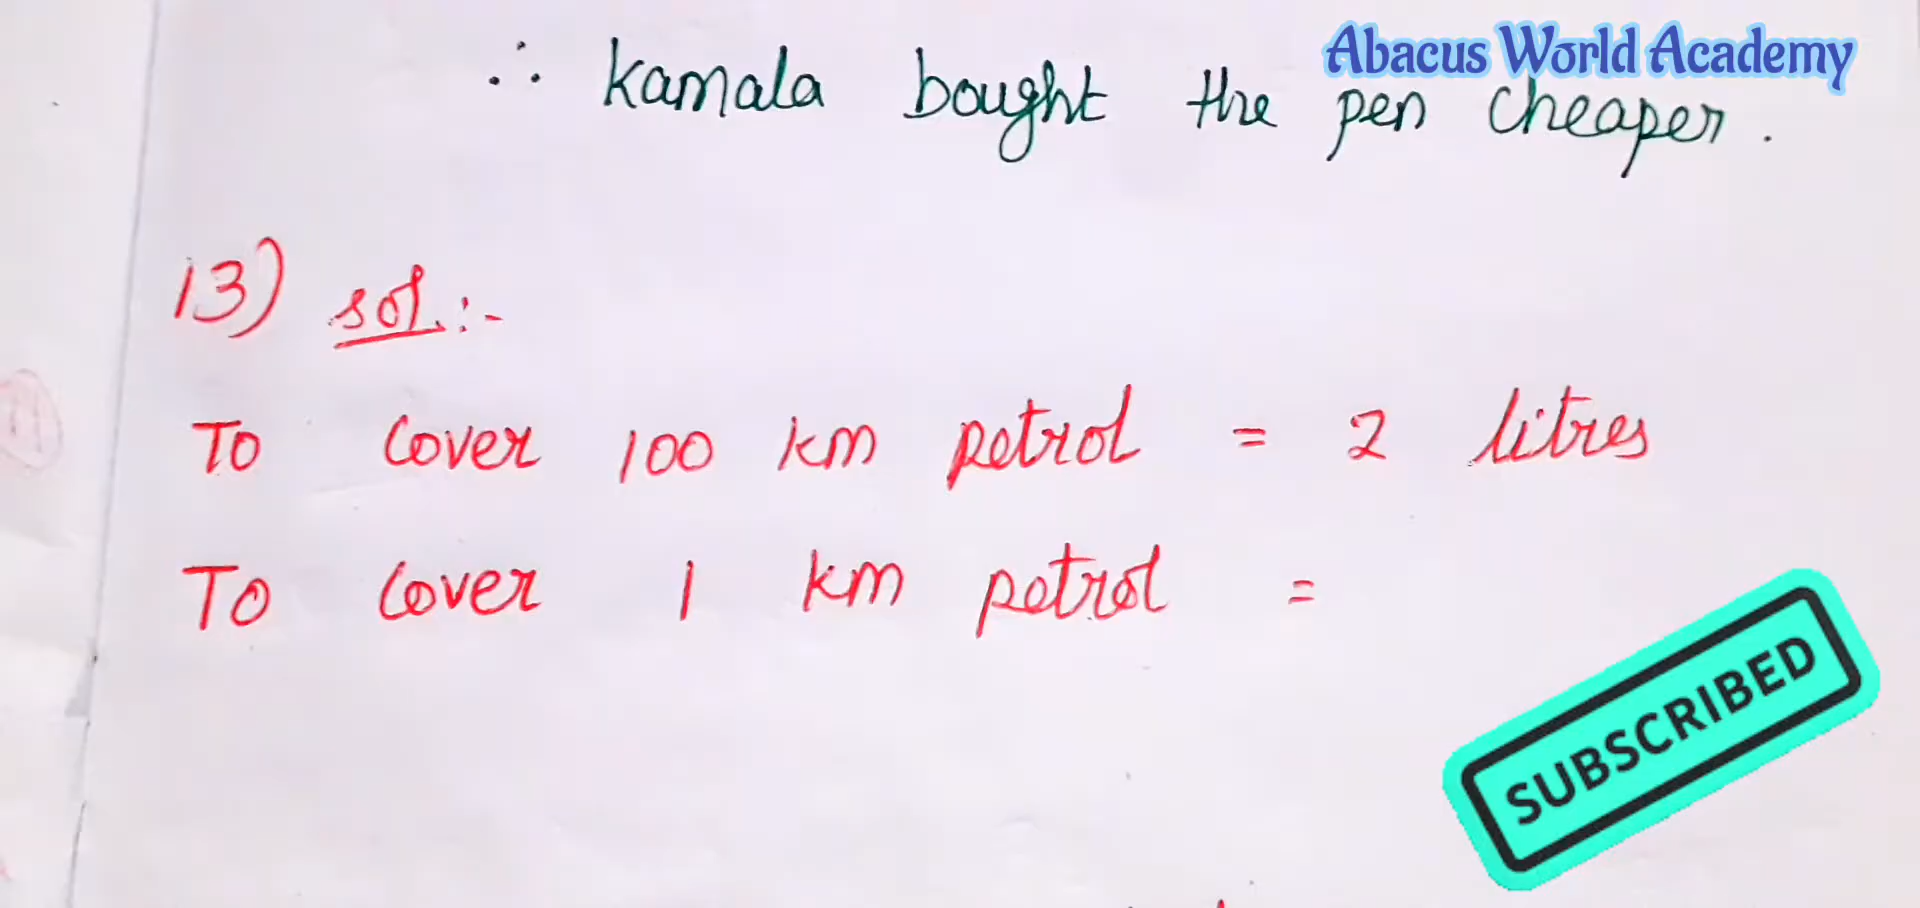 Abacus World Academy
∴ Kamala bought the pen cheaper.
13) sol:-
To cover 100 km petrol = 2 litres
To cover 1 km petrol =
SUBSCRIBED